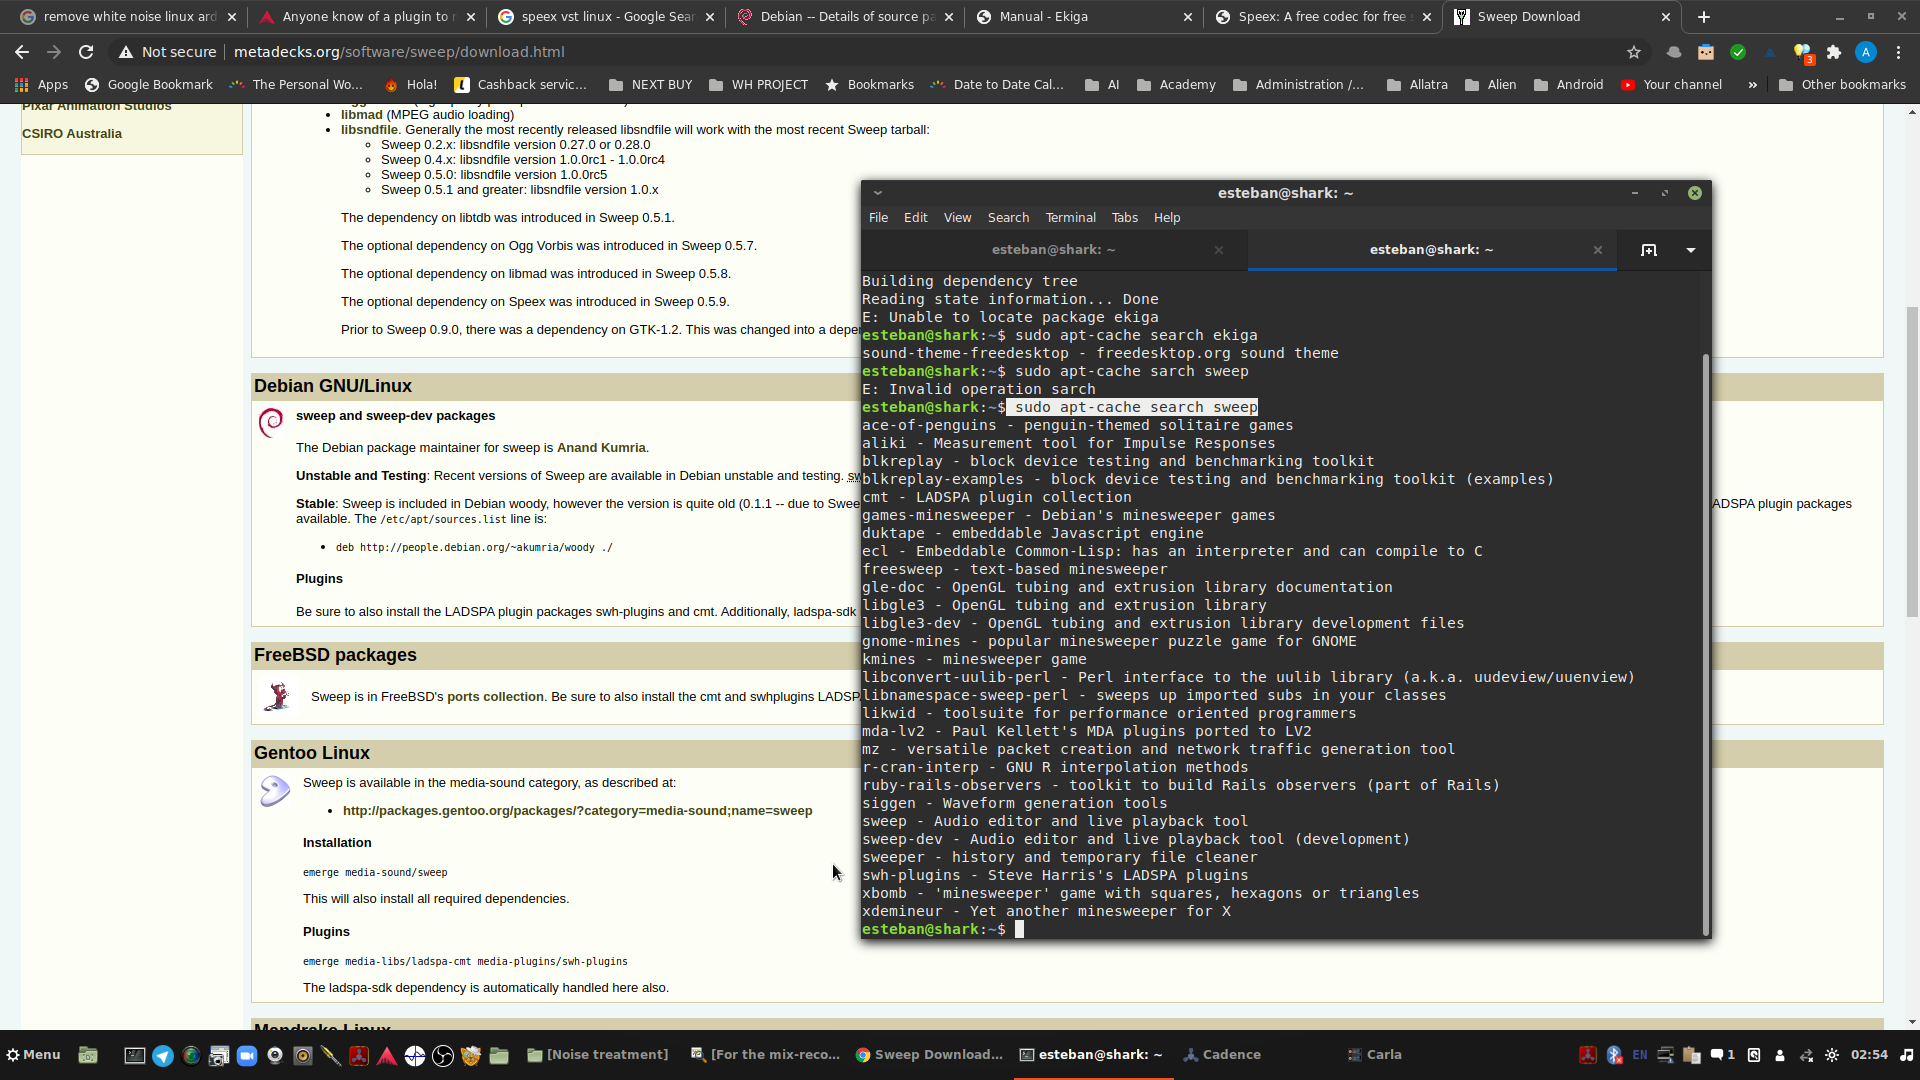 remove white noise linux ard
Anyone know of a plugin to r
speex vst linux - Google Sear
Debian -- Details of source pa
Manual - Ekiga
Speex: A free codec for free s
Sweep Download
Not secure
metadecks.org/software/sweep/download.html
Apps
Google Bookmark
The Personal Wo...
Hola!
Cashback servic...
NEXT BUY
WH PROJECT
Bookmarks
Date to Date Cal...
AI
Academy
Administration /...
Allatra
Alien
Android
Your channel
»
Other bookmarks
Pixar Animation Studios
CSIRO Australia
• libmad (MPEG audio loading)
• libsndfile. Generally the most recently released libsndfile will work with the most recent Sweep tarball:
Sweep 0.2.x: libsndfile version 0.27.0 or 0.28.0
Sweep 0.4.x: libsndfile version 1.0.0rc1 - 1.0.0rc4
Sweep 0.5.0: libsndfile version 1.0.0rc5
Sweep 0.5.1 and greater: libsndfile version 1.0.x
The dependency on libtdb was introduced in Sweep 0.5.1.
The optional dependency on Ogg Vorbis was introduced in Sweep 0.5.7.
The optional dependency on libmad was introduced in Sweep 0.5.8.
The optional dependency on Speex was introduced in Sweep 0.5.9.
Prior to Sweep 0.9.0, there was a dependency on GTK-1.2. This was changed into a depe
Debian GNU/Linux
sweep and sweep-dev packages
The Debian package maintainer for sweep is Anand Kumria.
Unstable and Testing: Recent versions of Sweep are available in Debian unstable and testing. sw
Stable: Sweep is included in Debian woody, however the version is quite old (0.1.1 -- due to Swee
ADSPA plugin packages
available. The /etc/apt/sources.list line is:
• deb http://people.debian.org/~akumria/woody ./
Plugins
Be sure to also install the LADSPA plugin packages swh-plugins and cmt. Additionally, ladspa-sdk
FreeBSD packages
Sweep is in FreeBSD's ports collection. Be sure to also install the cmt and swhplugins LADSP
Gentoo Linux
Sweep is available in the media-sound category, as described at:
• http://packages.gentoo.org/packages/?category=media-sound;name=sweep
Installation
emerge media-sound/sweep
This will also install all required dependencies.
Plugins
emerge media-libs/ladspa-cmt media-plugins/swh-plugins
The ladspa-sdk dependency is automatically handled here also.
Mandrake Linux
esteban@shark: ~
File Edit View Search Terminal Tabs Help
esteban@shark: ~
esteban@shark: ~
Building dependency tree
Reading state information... Done
E: Unable to locate package ekiga
esteban@shark:~$ sudo apt-cache search ekiga
sound-theme-freedesktop - freedesktop.org sound theme
esteban@shark:~$ sudo apt-cache sarch sweep
E: Invalid operation sarch
esteban@shark:~$ sudo apt-cache search sweep
ace-of-penguins - penguin-themed solitaire games
aliki - Measurement tool for Impulse Responses
blkreplay - block device testing and benchmarking toolkit
blkreplay-examples - block device testing and benchmarking toolkit (examples)
cmt - LADSPA plugin collection
games-minesweeper - Debian's minesweeper games
duktape - embeddable Javascript engine
ecl - Embeddable Common-Lisp: has an interpreter and can compile to C
freesweep - text-based minesweeper
gle-doc - OpenGL tubing and extrusion library documentation
libgle3 - OpenGL tubing and extrusion library
libgle3-dev - OpenGL tubing and extrusion library development files
gnome-mines - popular minesweeper puzzle game for GNOME
kmines - minesweeper game
libconvert-uulib-perl - Perl interface to the uulib library (a.k.a. uudeview/uuenview)
libnamespace-sweep-perl - sweeps up imported subs in your classes
likwid - toolsuite for performance oriented programmers
mda-lv2 - Paul Kellett's MDA plugins ported to LV2
mz - versatile packet creation and network traffic generation tool
r-cran-interp - GNU R interpolation methods
ruby-rails-observers - toolkit to build Rails observers (part of Rails)
siggen - Waveform generation tools
sweep - Audio editor and live playback tool
sweep-dev - Audio editor and live playback tool (development)
sweeper - history and temporary file cleaner
swh-plugins - Steve Harris's LADSPA plugins
xbomb - 'minesweeper' game with squares, hexagons or triangles
xdemineur - Yet another minesweeper for X
esteban@shark:~$
Menu
[Noise treatment]
[For the mix-reco...
Sweep Download...
esteban@shark: ~
Cadence
Carla
EN
1
02:54